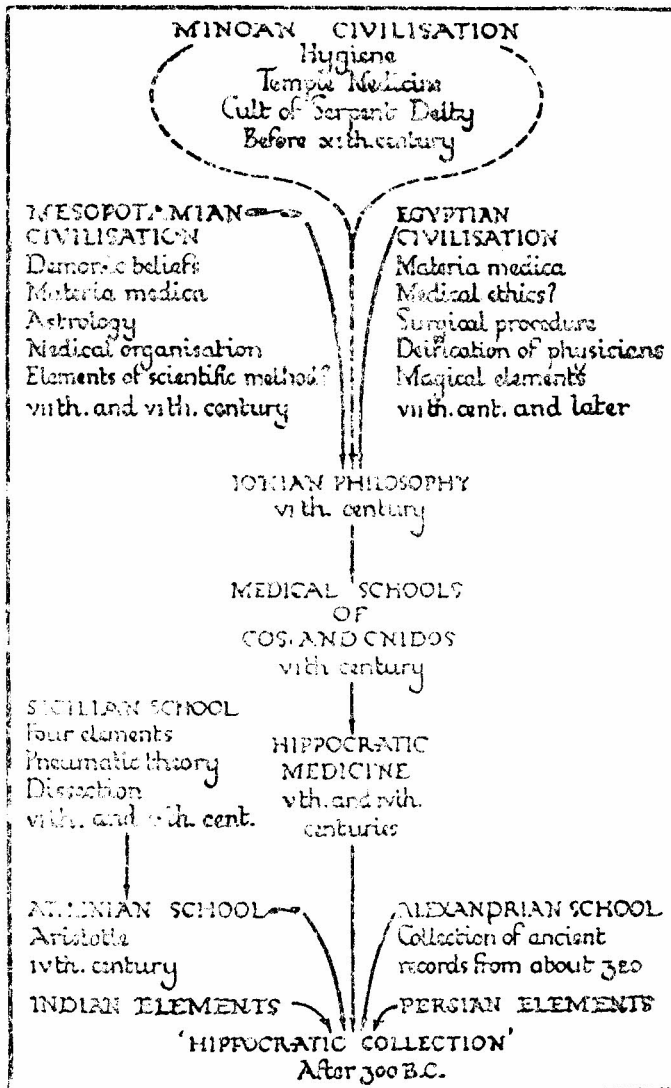 MINOAN CIVILISATION
Hygiene
Temple Medicine
Cult of Serpent Deity
Before XIth. century
MESOPOTAMIAN
CIVILISATION
Demonic beliefs
Materia medica
Astrology
Medical organisation
Elements of scientific method?
VIIth. and VIth. century
EGYPTIAN
CIVILISATION
Materia medica
Medical ethics?
Surgical procedure
Deification of physicians
Magical elements
VIIth. cent. and later
IONIAN PHILOSOPHY
VIth. century
MEDICAL SCHOOLS
OF
COS. AND CNIDOS
VIth century
SICILIAN SCHOOL
Four elements
Pneumatic theory
Dissection
and cent.
HIPPOCRATIC
MEDICINE
Vth. and IVth.
centuries
ATHENIAN SCHOOL
Aristotle
IVth. century
ALEXANDRIAN SCHOOL
Collection of ancient
records from about 320
INDIAN ELEMENTS
PERSIAN ELEMENTS
'HIPPOCRATIC COLLECTION'
After 300 B.C.